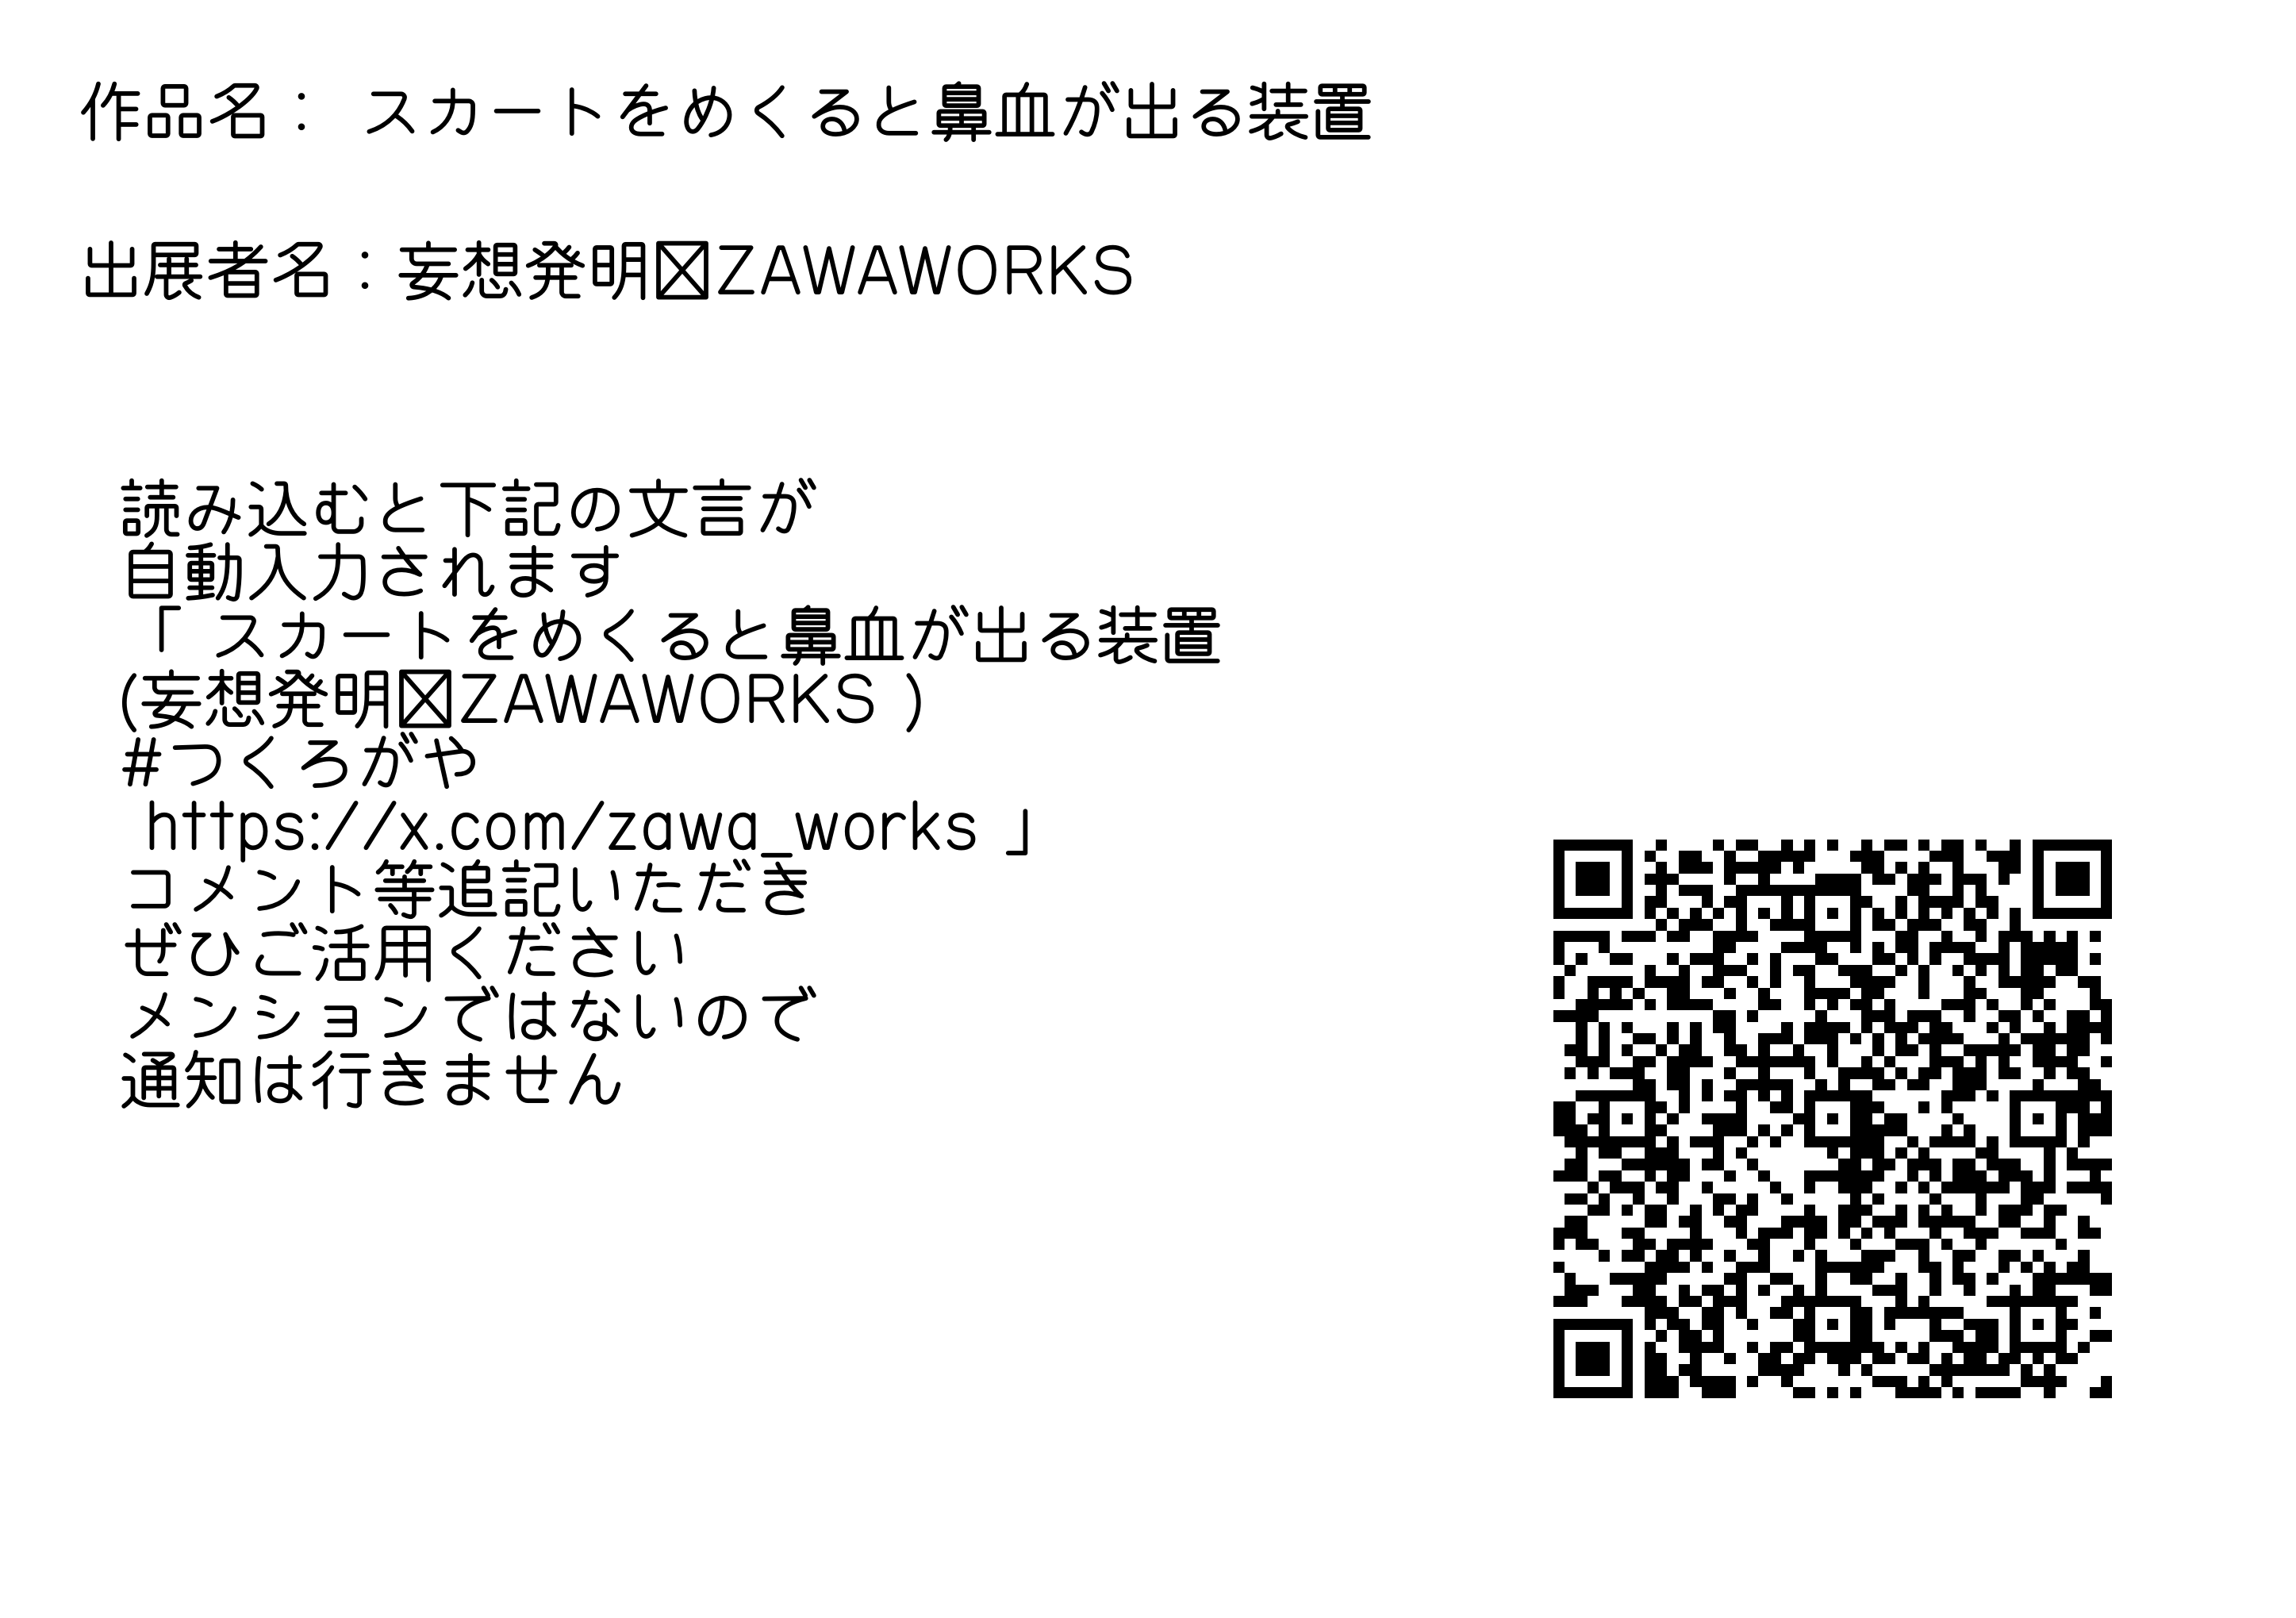 作品名： スカートをめくると鼻血が出る装置
出展者名：妄想発明☒ZAWAWORKS
読み込むと下記の文言が
自動入力されます
「 スカートをめくると鼻血が出る装置
(妄想発明☒ZAWAWORKS )
#つくろがや
https://x.com/zawa_works 」
コメント等追記いただき
ぜひご活用ください
メンションではないので
通知は行きません